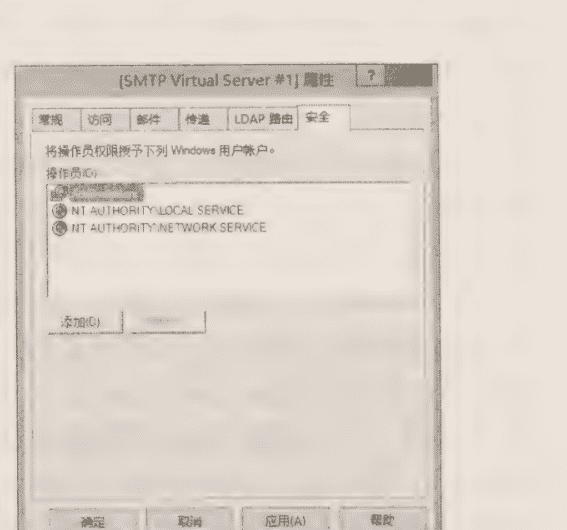 [SMTP Virtual Server #1] 属性 ?
常规 访问 邮件 传递 LDAP 路由 安全
将操作员权限授予下列 Windows 用户帐户。
操作员(O)
NT AUTHORITY\LOCAL SERVICE
NT AUTHORITY\NETWORK SERVICE
添加(D)
确定 取消 应用(A) 帮助